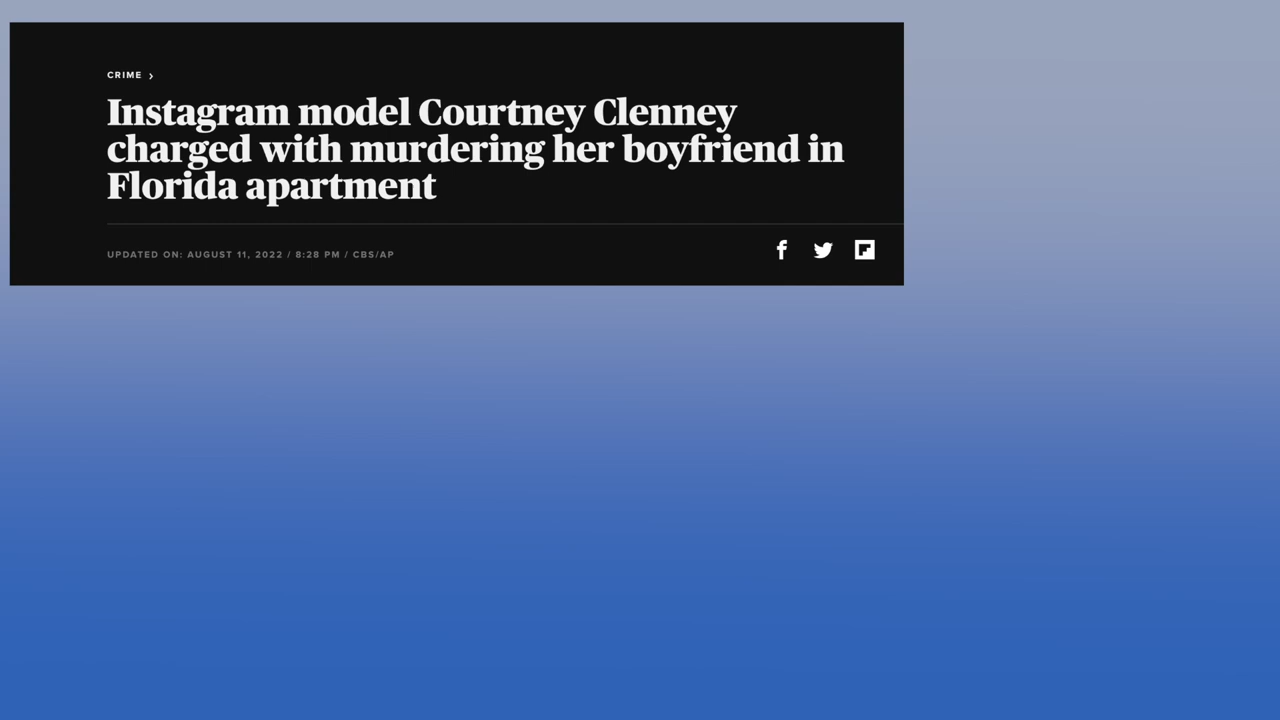 CRIME ›
Instagram model Courtney Clenney
charged with murdering her boyfriend in
Florida apartment
UPDATED ON: AUGUST 11, 2022 / 8:28 PM / CBS/AP